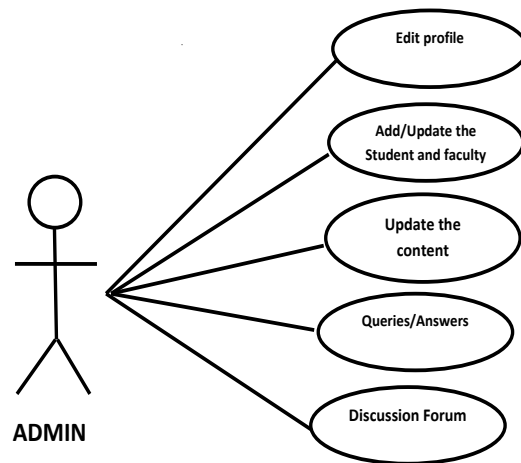 Edit profile
Add/Update the
Student and faculty
Update the
content
Queries/Answers
Discussion Forum
ADMIN